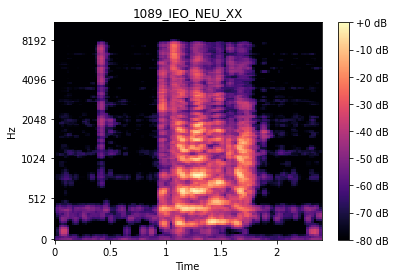 1089_IEO_NEU_XX
8192
4096
2048
1024
512
0
Hz
0 0.5 1 1.5 2
Time
+0 dB
-10 dB
-20 dB
-30 dB
-40 dB
-50 dB
-60 dB
-70 dB
-80 dB